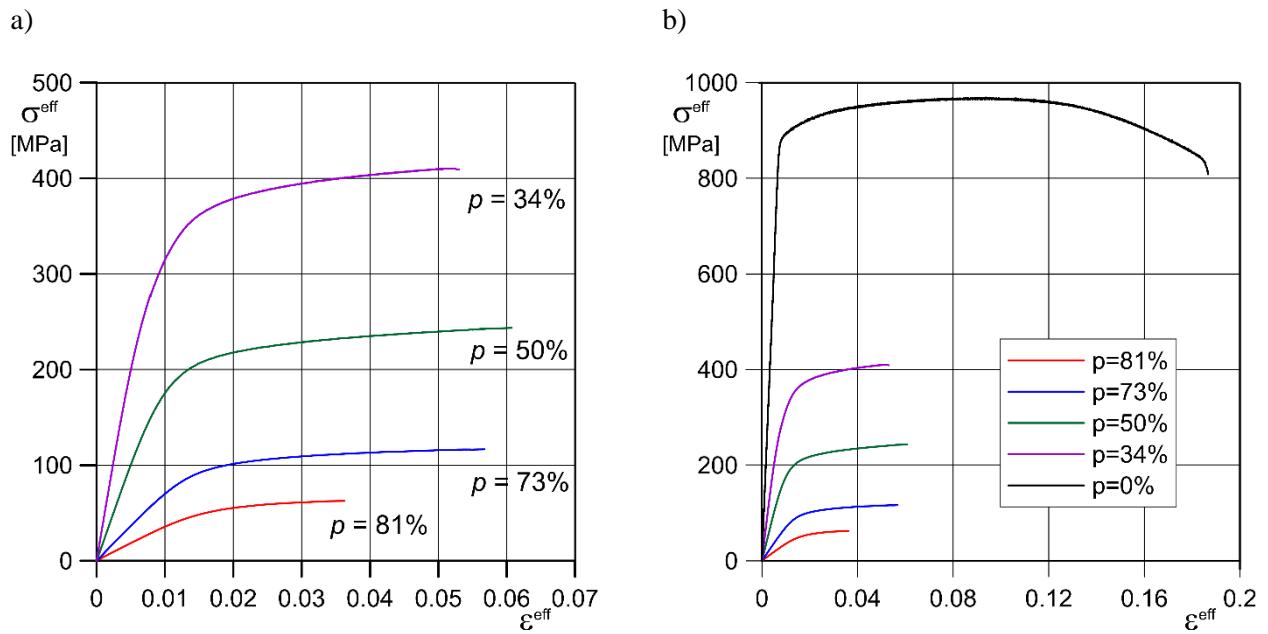 a)
500
σᵉᶠᶠ
[MPa]
400
300
200
100
0
p = 34%
p = 50%
p = 73%
p = 81%
0 0.01 0.02 0.03 0.04 0.05 0.06 0.07
εᵉᶠᶠ
b)
1000
σᵉᶠᶠ
[MPa]
800
600
400
200
0
p=81%
p=73%
p=50%
p=34%
p=0%
0 0.04 0.08 0.12 0.16 0.2
εᵉᶠᶠ